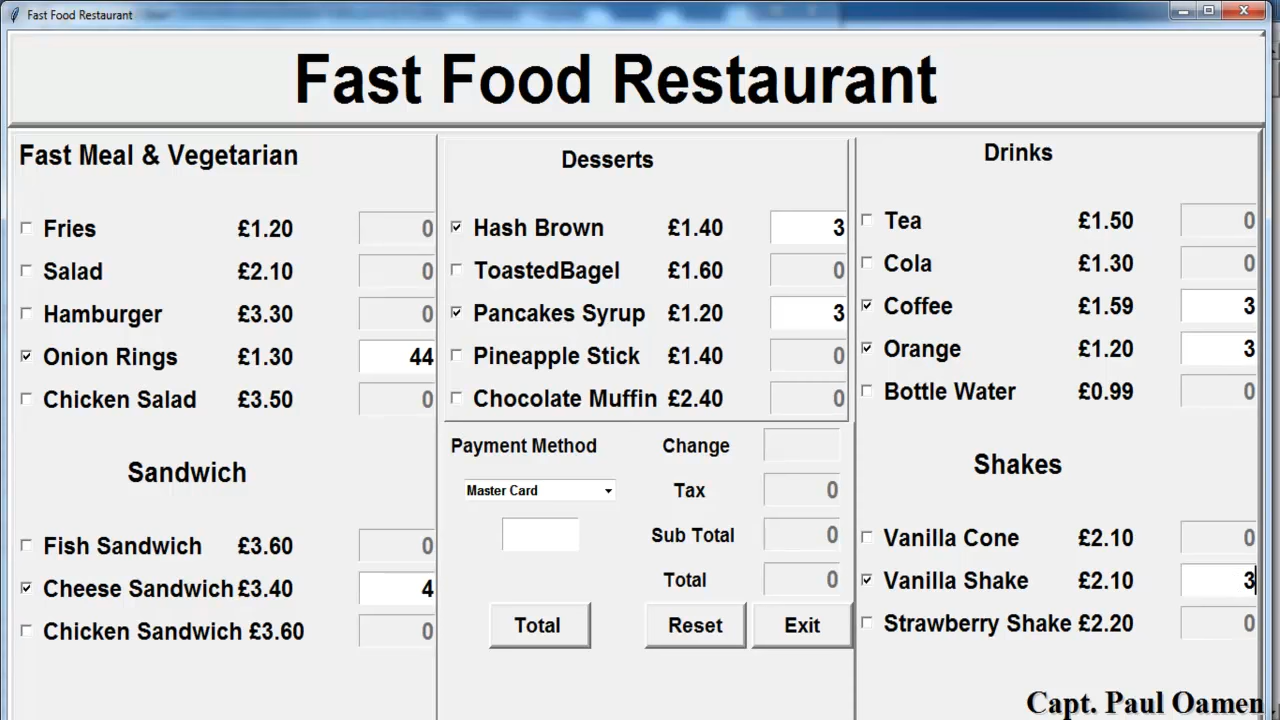 Fast Food Restaurant
Fast Food Restaurant
Fast Meal & Vegetarian
Fries £1.20 0
Salad £2.10 0
Hamburger £3.30 0
Onion Rings £1.30 44
Chicken Salad £3.50 0
Sandwich
Fish Sandwich £3.60 0
Cheese Sandwich £3.40 4
Chicken Sandwich £3.60 0
Desserts
Hash Brown £1.40 3
ToastedBagel £1.60 0
Pancakes Syrup £1.20 3
Pineapple Stick £1.40 0
Chocolate Muffin £2.40 0
Payment Method Change
Master Card Tax 0
Sub Total 0
Total 0
Total Reset Exit
Drinks
Tea £1.50 0
Cola £1.30 0
Coffee £1.59 3
Orange £1.20 3
Bottle Water £0.99 0
Shakes
Vanilla Cone £2.10 0
Vanilla Shake £2.10 3
Strawberry Shake £2.20 0
Capt. Paul Oamen